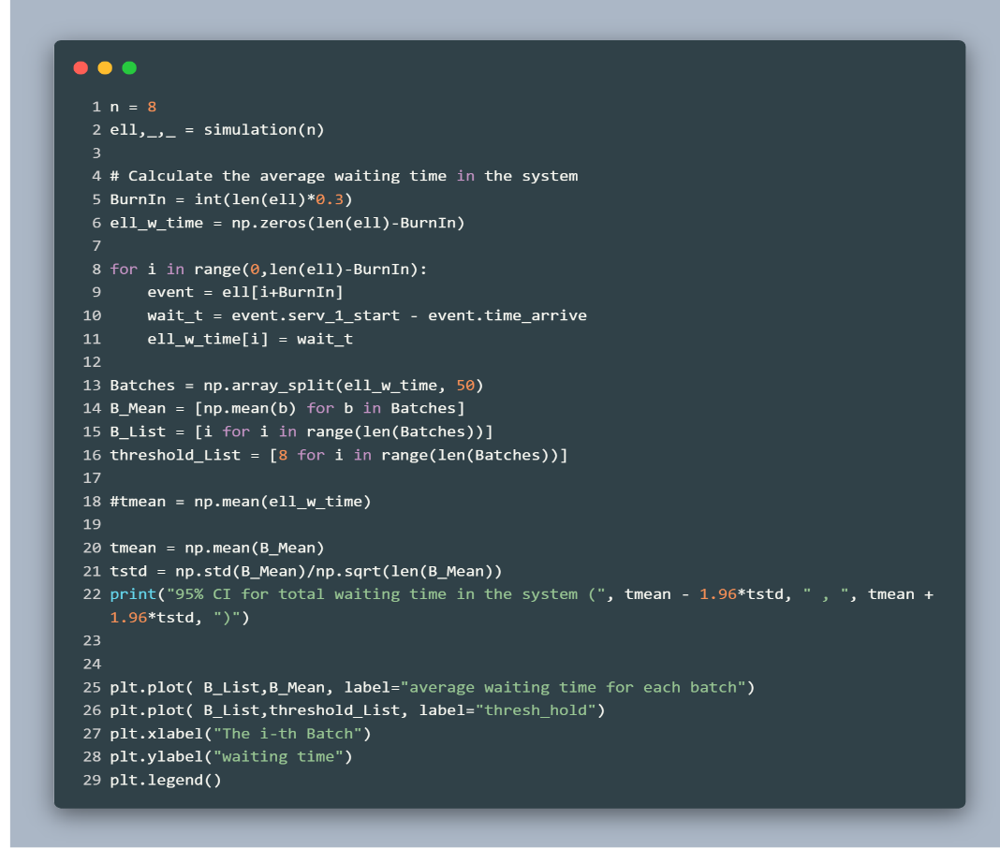 1 n = 8
2 ell,_,_ = simulation(n)
3
4 # Calculate the average waiting time in the system
5 BurnIn = int(len(ell)*0.3)
6 ell_w_time = np.zeros(len(ell)-BurnIn)
7
8 for i in range(0,len(ell)-BurnIn):
9     event = ell[i+BurnIn]
10     wait_t = event.serv_1_start - event.time_arrive
11     ell_w_time[i] = wait_t
12
13 Batches = np.array_split(ell_w_time, 50)
14 B_Mean = [np.mean(b) for b in Batches]
15 B_List = [i for i in range(len(Batches))]
16 threshold_List = [8 for i in range(len(Batches))]
17
18 #tmean = np.mean(ell_w_time)
19
20 tmean = np.mean(B_Mean)
21 tstd = np.std(B_Mean)/np.sqrt(len(B_Mean))
22 print("95% CI for total waiting time in the system (", tmean - 1.96*tstd, " , ", tmean +
1.96*tstd, ")")
23
24
25 plt.plot( B_List,B_Mean, label="average waiting time for each batch")
26 plt.plot( B_List,threshold_List, label="thresh_hold")
27 plt.xlabel("The i-th Batch")
28 plt.ylabel("waiting time")
29 plt.legend()